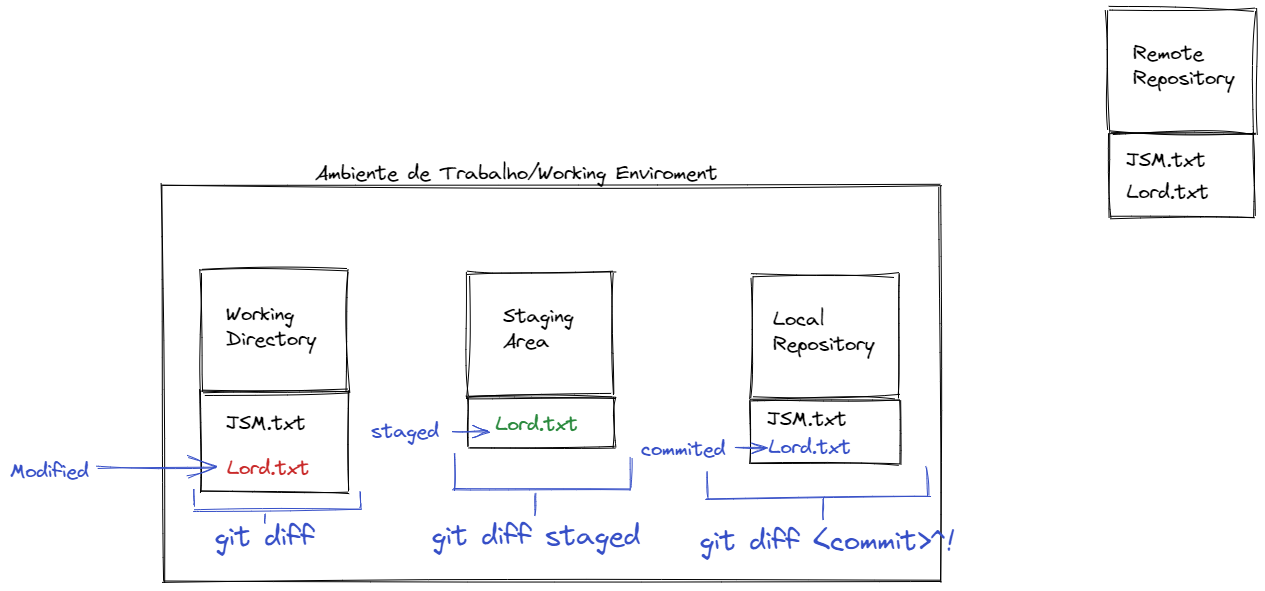 Remote
Repository
JSM.txt
Lord.txt
Ambiente de Trabalho/Working Enviroment
Working
Directory
JSM.txt
Modified
Lord.txt
git diff
Staging
Area
staged
Lord.txt
git diff staged
Local
Repository
JSM.txt
commited
Lord.txt
git diff <commit>^!